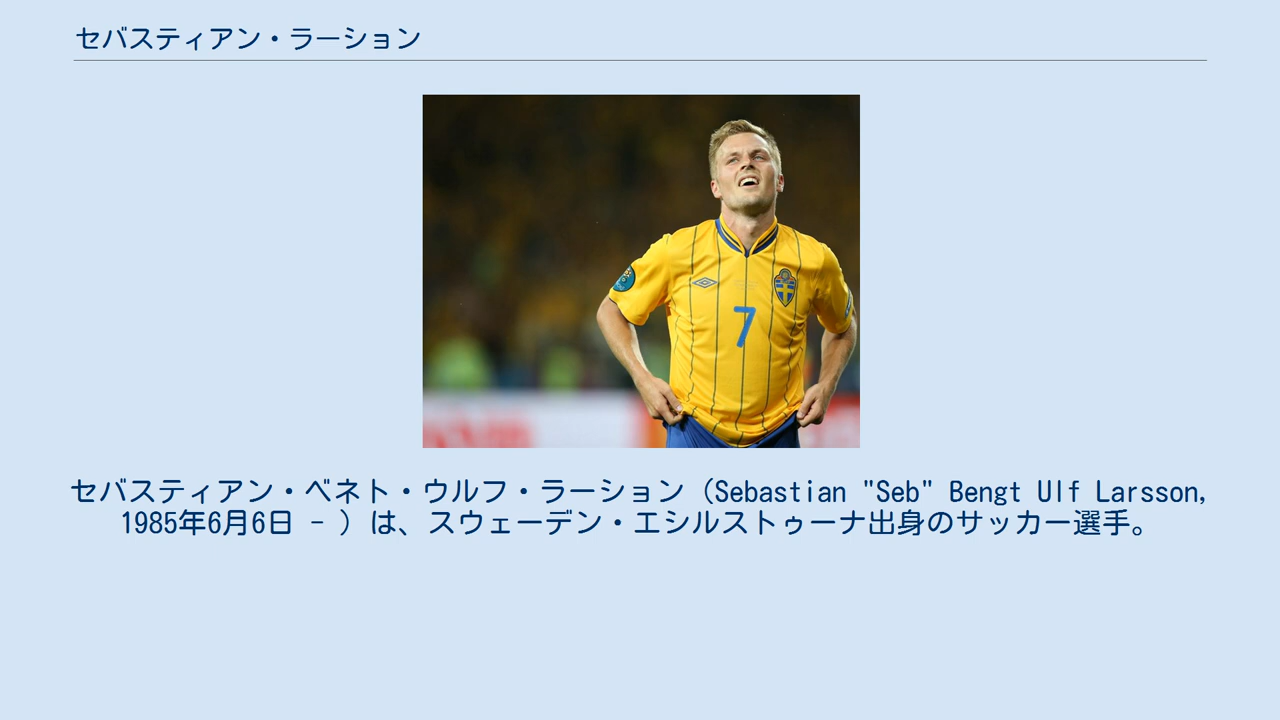 セバスティアン・ラーション
7
セバスティアン・ベネト・ウルフ・ラーション（Sebastian "Seb" Bengt Ulf Larsson,
1985年6月6日 - ）は、スウェーデン・エシルストゥーナ出身のサッカー選手。